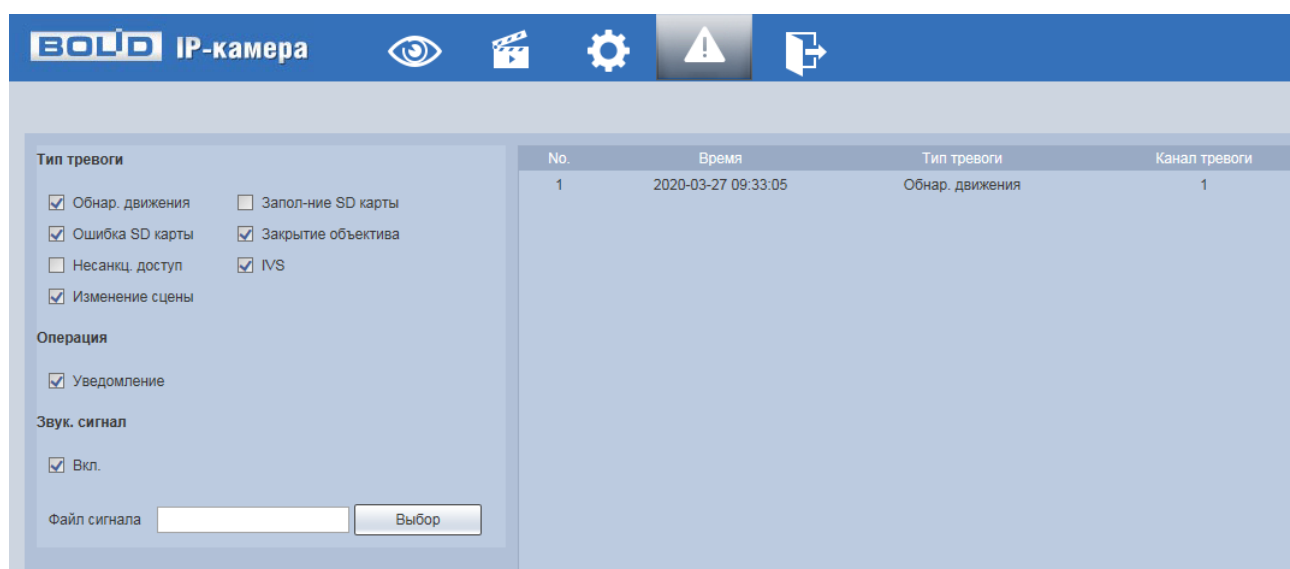 BOLID IP-камера
Тип тревоги
Обнар. движения Запол-ние SD карты
Ошибка SD карты Закрытие объектива
Несанкц. доступ IVS
Изменение сцены
Операция
Уведомление
Звук. сигнал
Вкл.
Файл сигнала Выбор
No. Время Тип тревоги Канал тревоги
1 2020-03-27 09:33:05 Обнар. движения 1